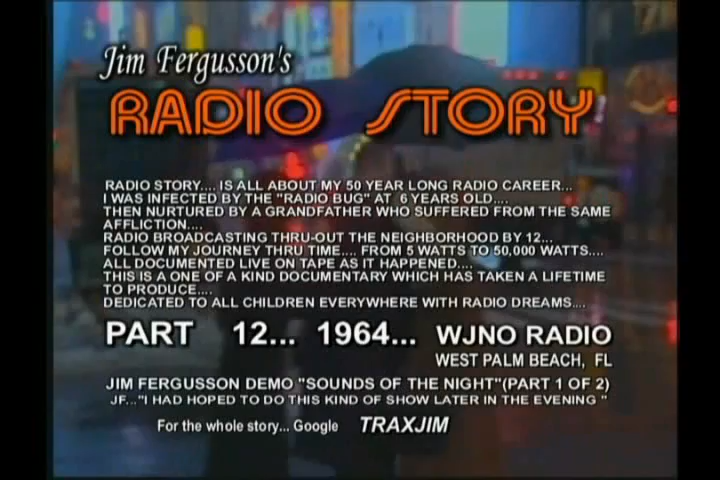 Jim Fergusson's
RADIO STORY
RADIO STORY.... IS ALL ABOUT MY 50 YEAR LONG RADIO CAREER...
I WAS INFECTED BY THE "RADIO BUG" AT 6 YEARS OLD....
THEN NURTURED BY A GRANDFATHER WHO SUFFERED FROM THE SAME
AFFLICTION....
RADIO BROADCASTING THRU-OUT THE NEIGHBORHOOD BY 12...
FOLLOW MY JOURNEY THRU TIME.... FROM 5 WATTS TO 50,000 WATTS....
ALL DOCUMENTED LIVE ON TAPE AS IT HAPPENED....
THIS IS A ONE OF A KIND DOCUMENTARY WHICH HAS TAKEN A LIFETIME
TO PRODUCE....
DEDICATED TO ALL CHILDREN EVERYWHERE WITH RADIO DREAMS....
PART 12... 1964... WJNO RADIO
WEST PALM BEACH, FL
JIM FERGUSSON DEMO "SOUNDS OF THE NIGHT"(PART 1 OF 2)
JF..."I HAD HOPED TO DO THIS KIND OF SHOW LATER IN THE EVENING "
For the whole story... Google TRAXJIM